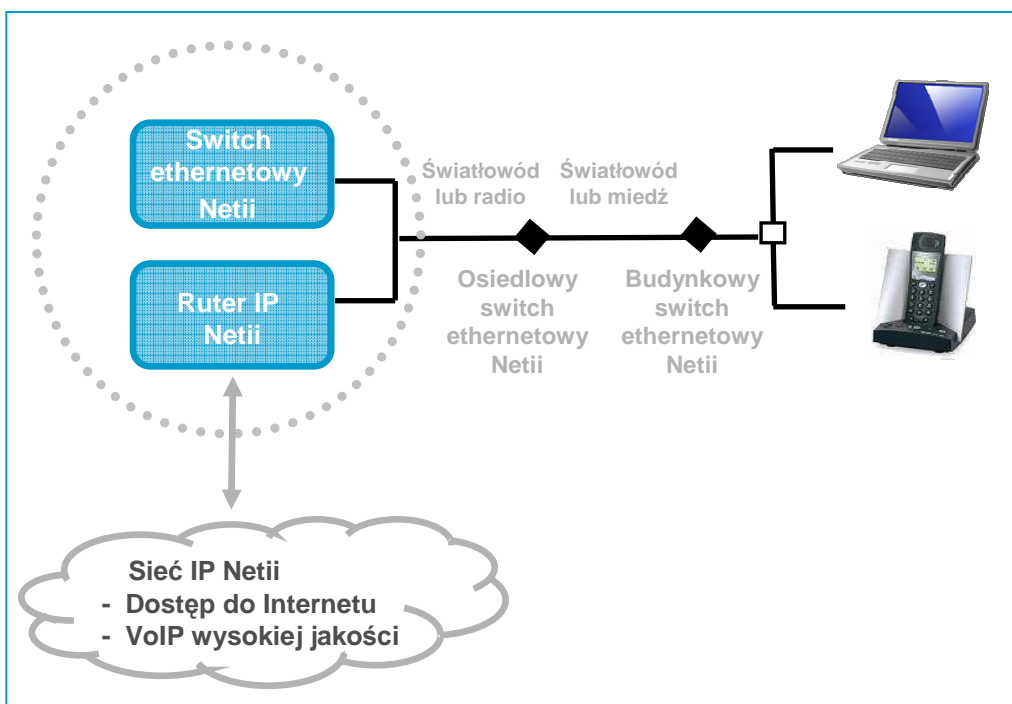 Switch
ethernetowy
Netii
Ruter IP
Netii
Światłowód
lub radio
Światłowód
lub miedź
Osiedlowy
switch
ethernetowy
Netii
Budynkowy
switch
ethernetowy
Netii
Sieć IP Netii
- Dostęp do Internetu
- VoIP wysokiej jakości